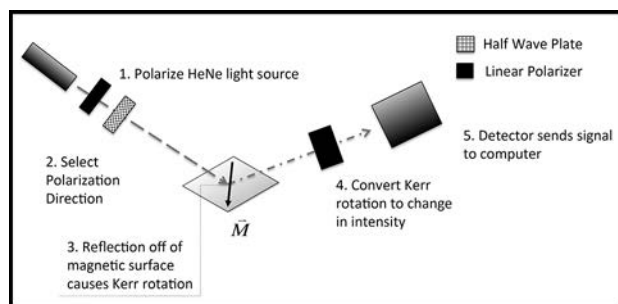 1. Polarize HeNe light source
Half Wave Plate
Linear Polarizer
2. Select
Polarization
Direction
3. Reflection off of
magnetic surface
causes Kerr rotation
M
4. Convert Kerr
rotation to change
in intensity
5. Detector sends signal
to computer